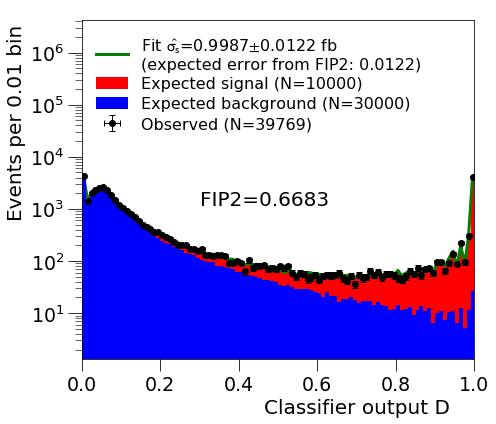 Fit σ̂ₛ=0.9987±0.0122 fb
(expected error from FIP2: 0.0122)
Expected signal (N=10000)
Expected background (N=30000)
Observed (N=39769)
FIP2=0.6683
Events per 0.01 bin
10⁶
10⁵
10⁴
10³
10²
10¹
0.0 0.2 0.4 0.6 0.8 1.0
Classifier output D